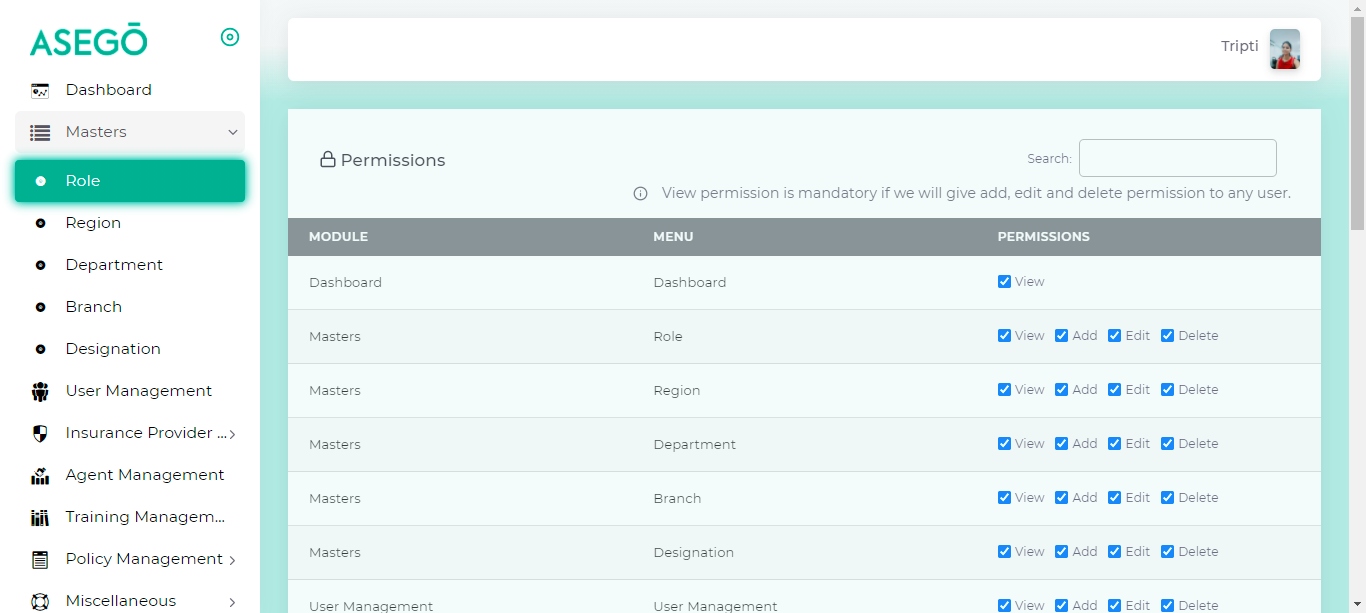 ASEGŌ
Dashboard
Masters
Role
Region
Department
Branch
Designation
User Management
Insurance Provider ...
Agent Management
Training Managem...
Policy Management
Miscellaneous
Tripti
Permissions
Search:
View permission is mandatory if we will give add, edit and delete permission to any user.
MODULE MENU PERMISSIONS
Dashboard Dashboard View
Masters Role View Add Edit Delete
Masters Region View Add Edit Delete
Masters Department View Add Edit Delete
Masters Branch View Add Edit Delete
Masters Designation View Add Edit Delete
User Management User Management View Add Edit Delete